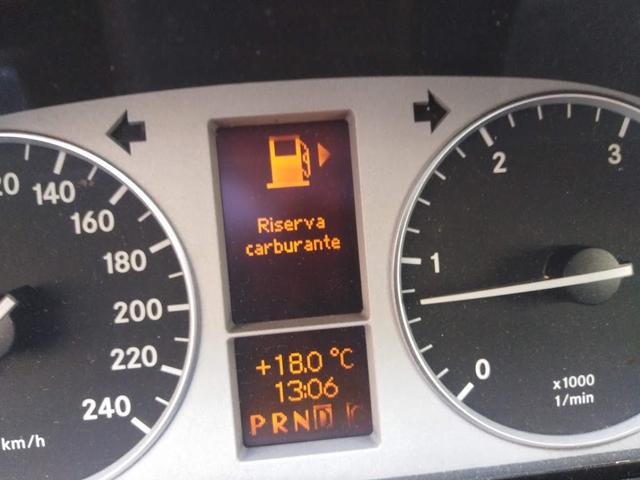 140
160
180
200
220
240
km/h
Riserva
carburante
+18.0 °C
13:06
PRND
3
2
1
0
x1000
1/min